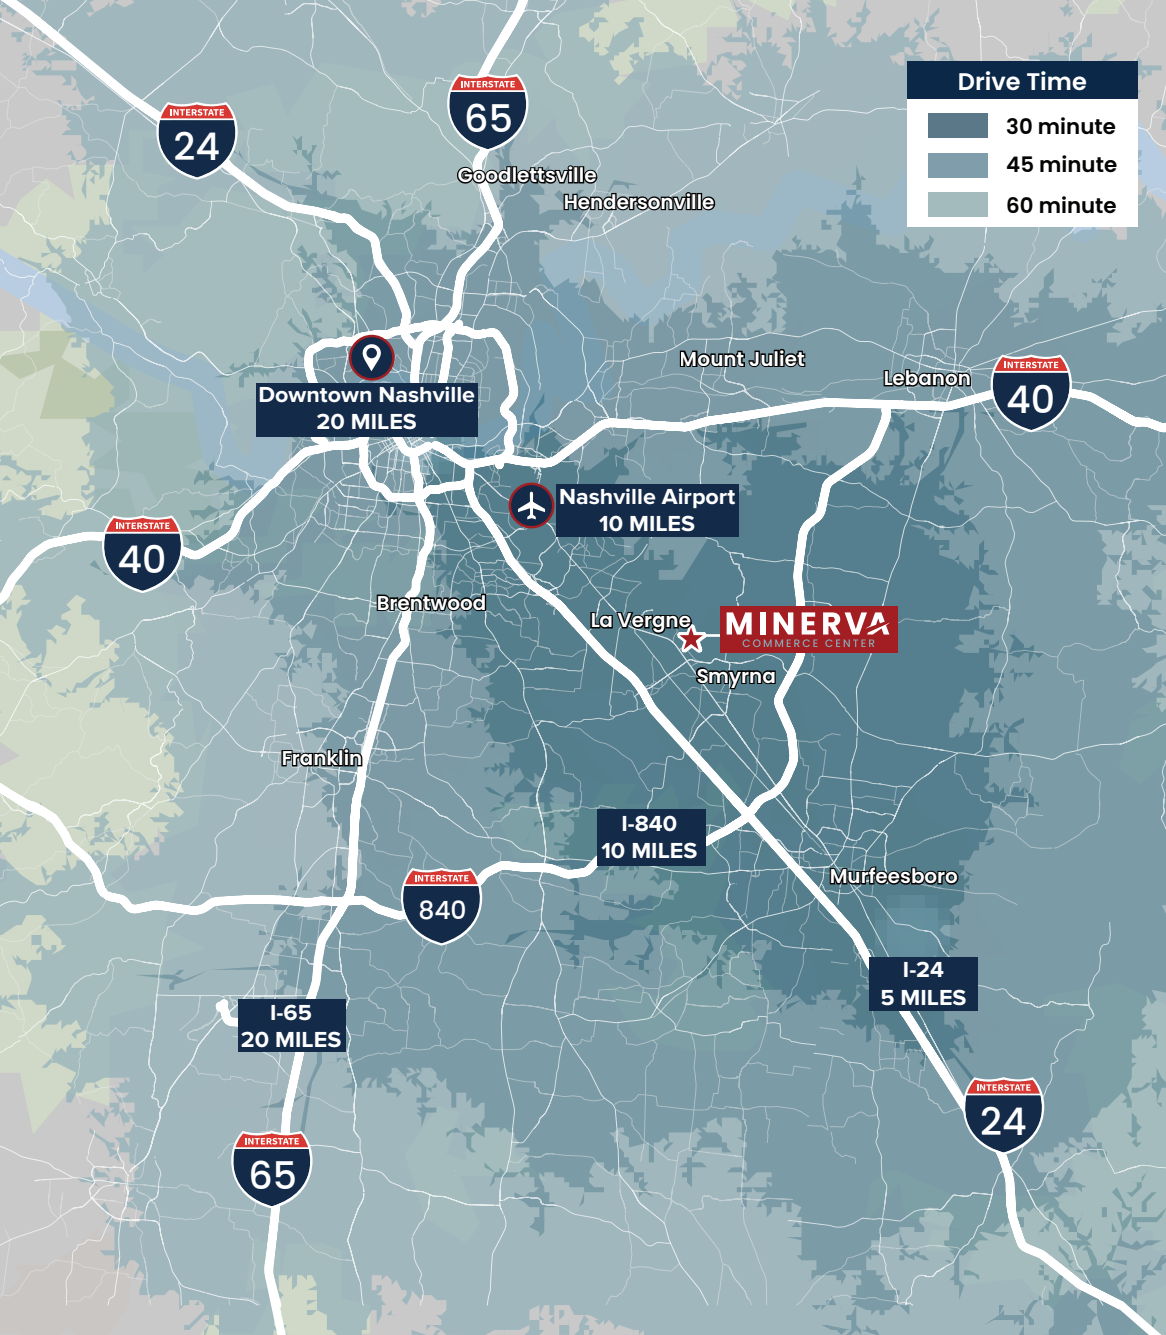 Drive Time
30 minute
45 minute
60 minute
INTERSTATE
65
INTERSTATE
24
Goodlettsville
Hendersonville
Mount Juliet
Lebanon
INTERSTATE
40
Downtown Nashville
20 MILES
Nashville Airport
10 MILES
INTERSTATE
40
Brentwood
La Vergne
MINERVA
COMMERCE CENTER
Smyrna
Franklin
I-840
10 MILES
Murfeesboro
INTERSTATE
840
I-24
5 MILES
I-65
20 MILES
INTERSTATE
24
INTERSTATE
65